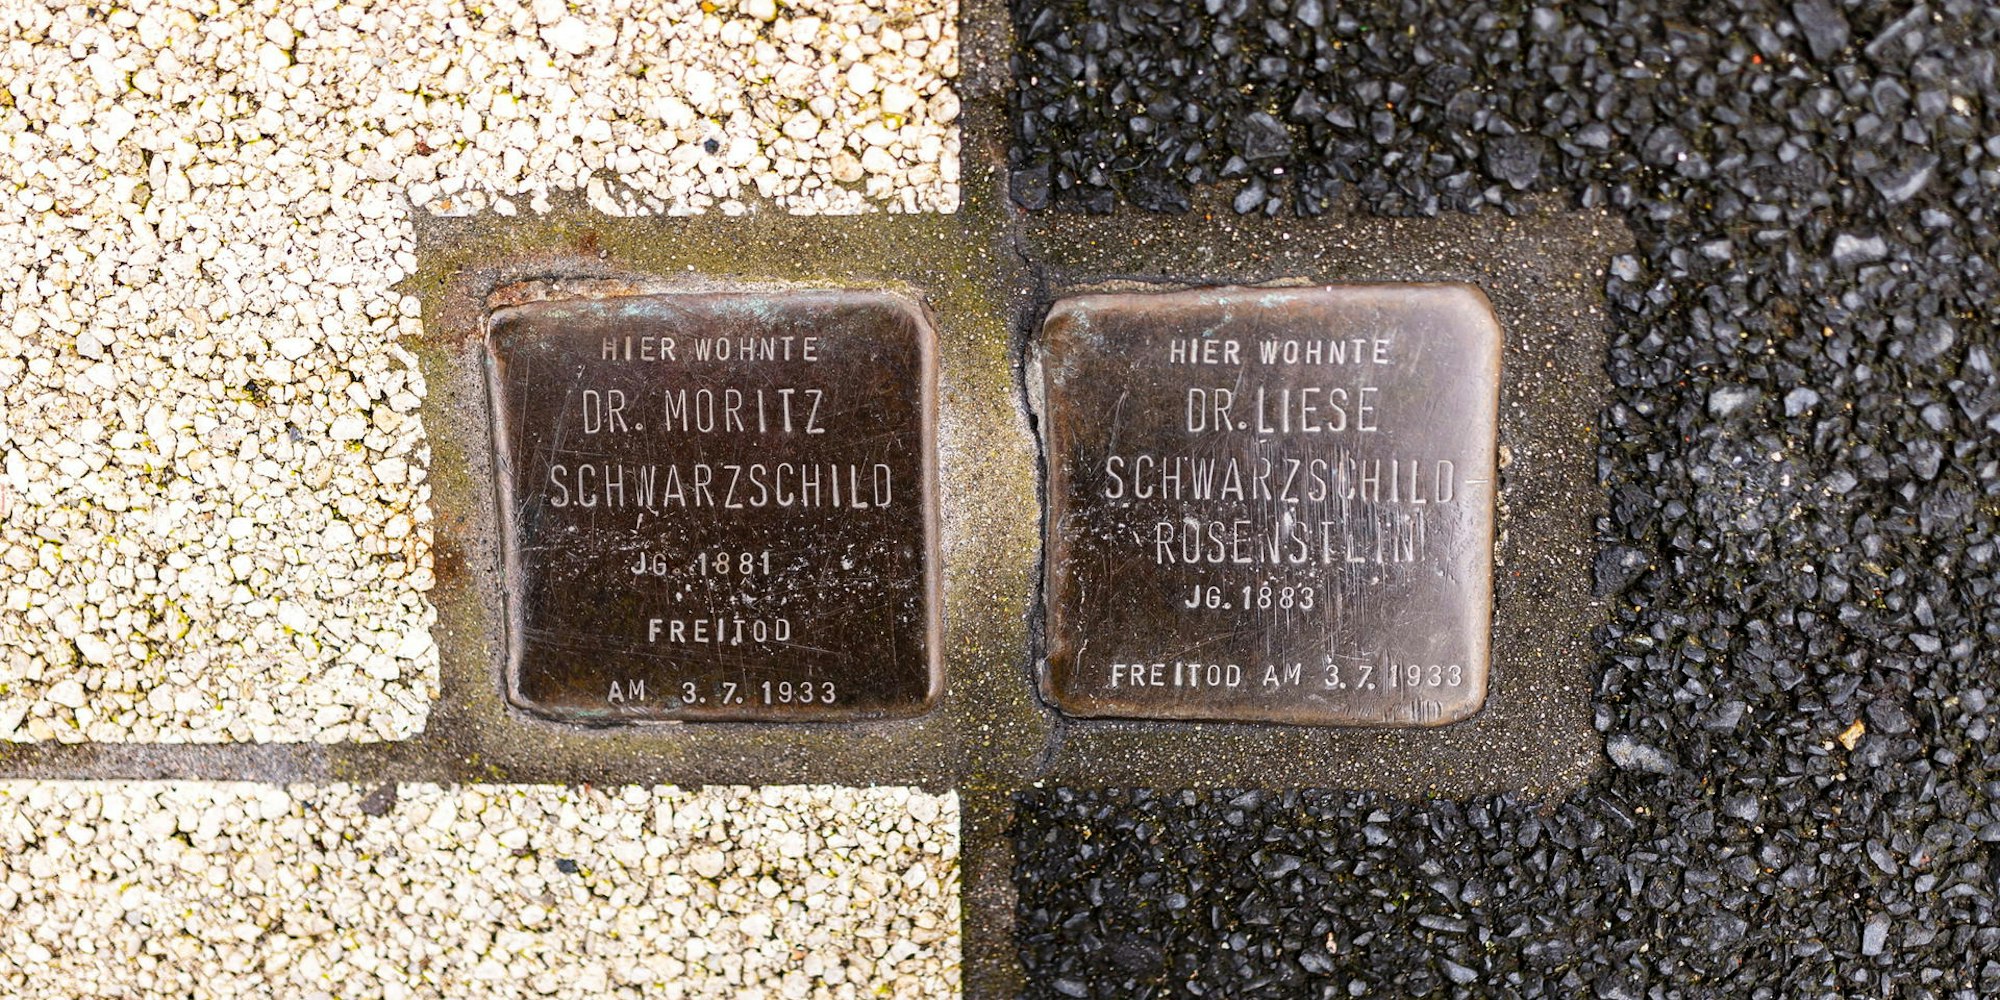 HIER WOHNTE
DR. MORITZ
SCHWARZSCHILD
JG. 1881
FREITOD
AM 3. 7. 1933
HIER WOHNTE
DR. LIESE
SCHWARZSCHILD
ROSENSTEIN
JG. 1883
FREITOD AM 3. 7. 1933